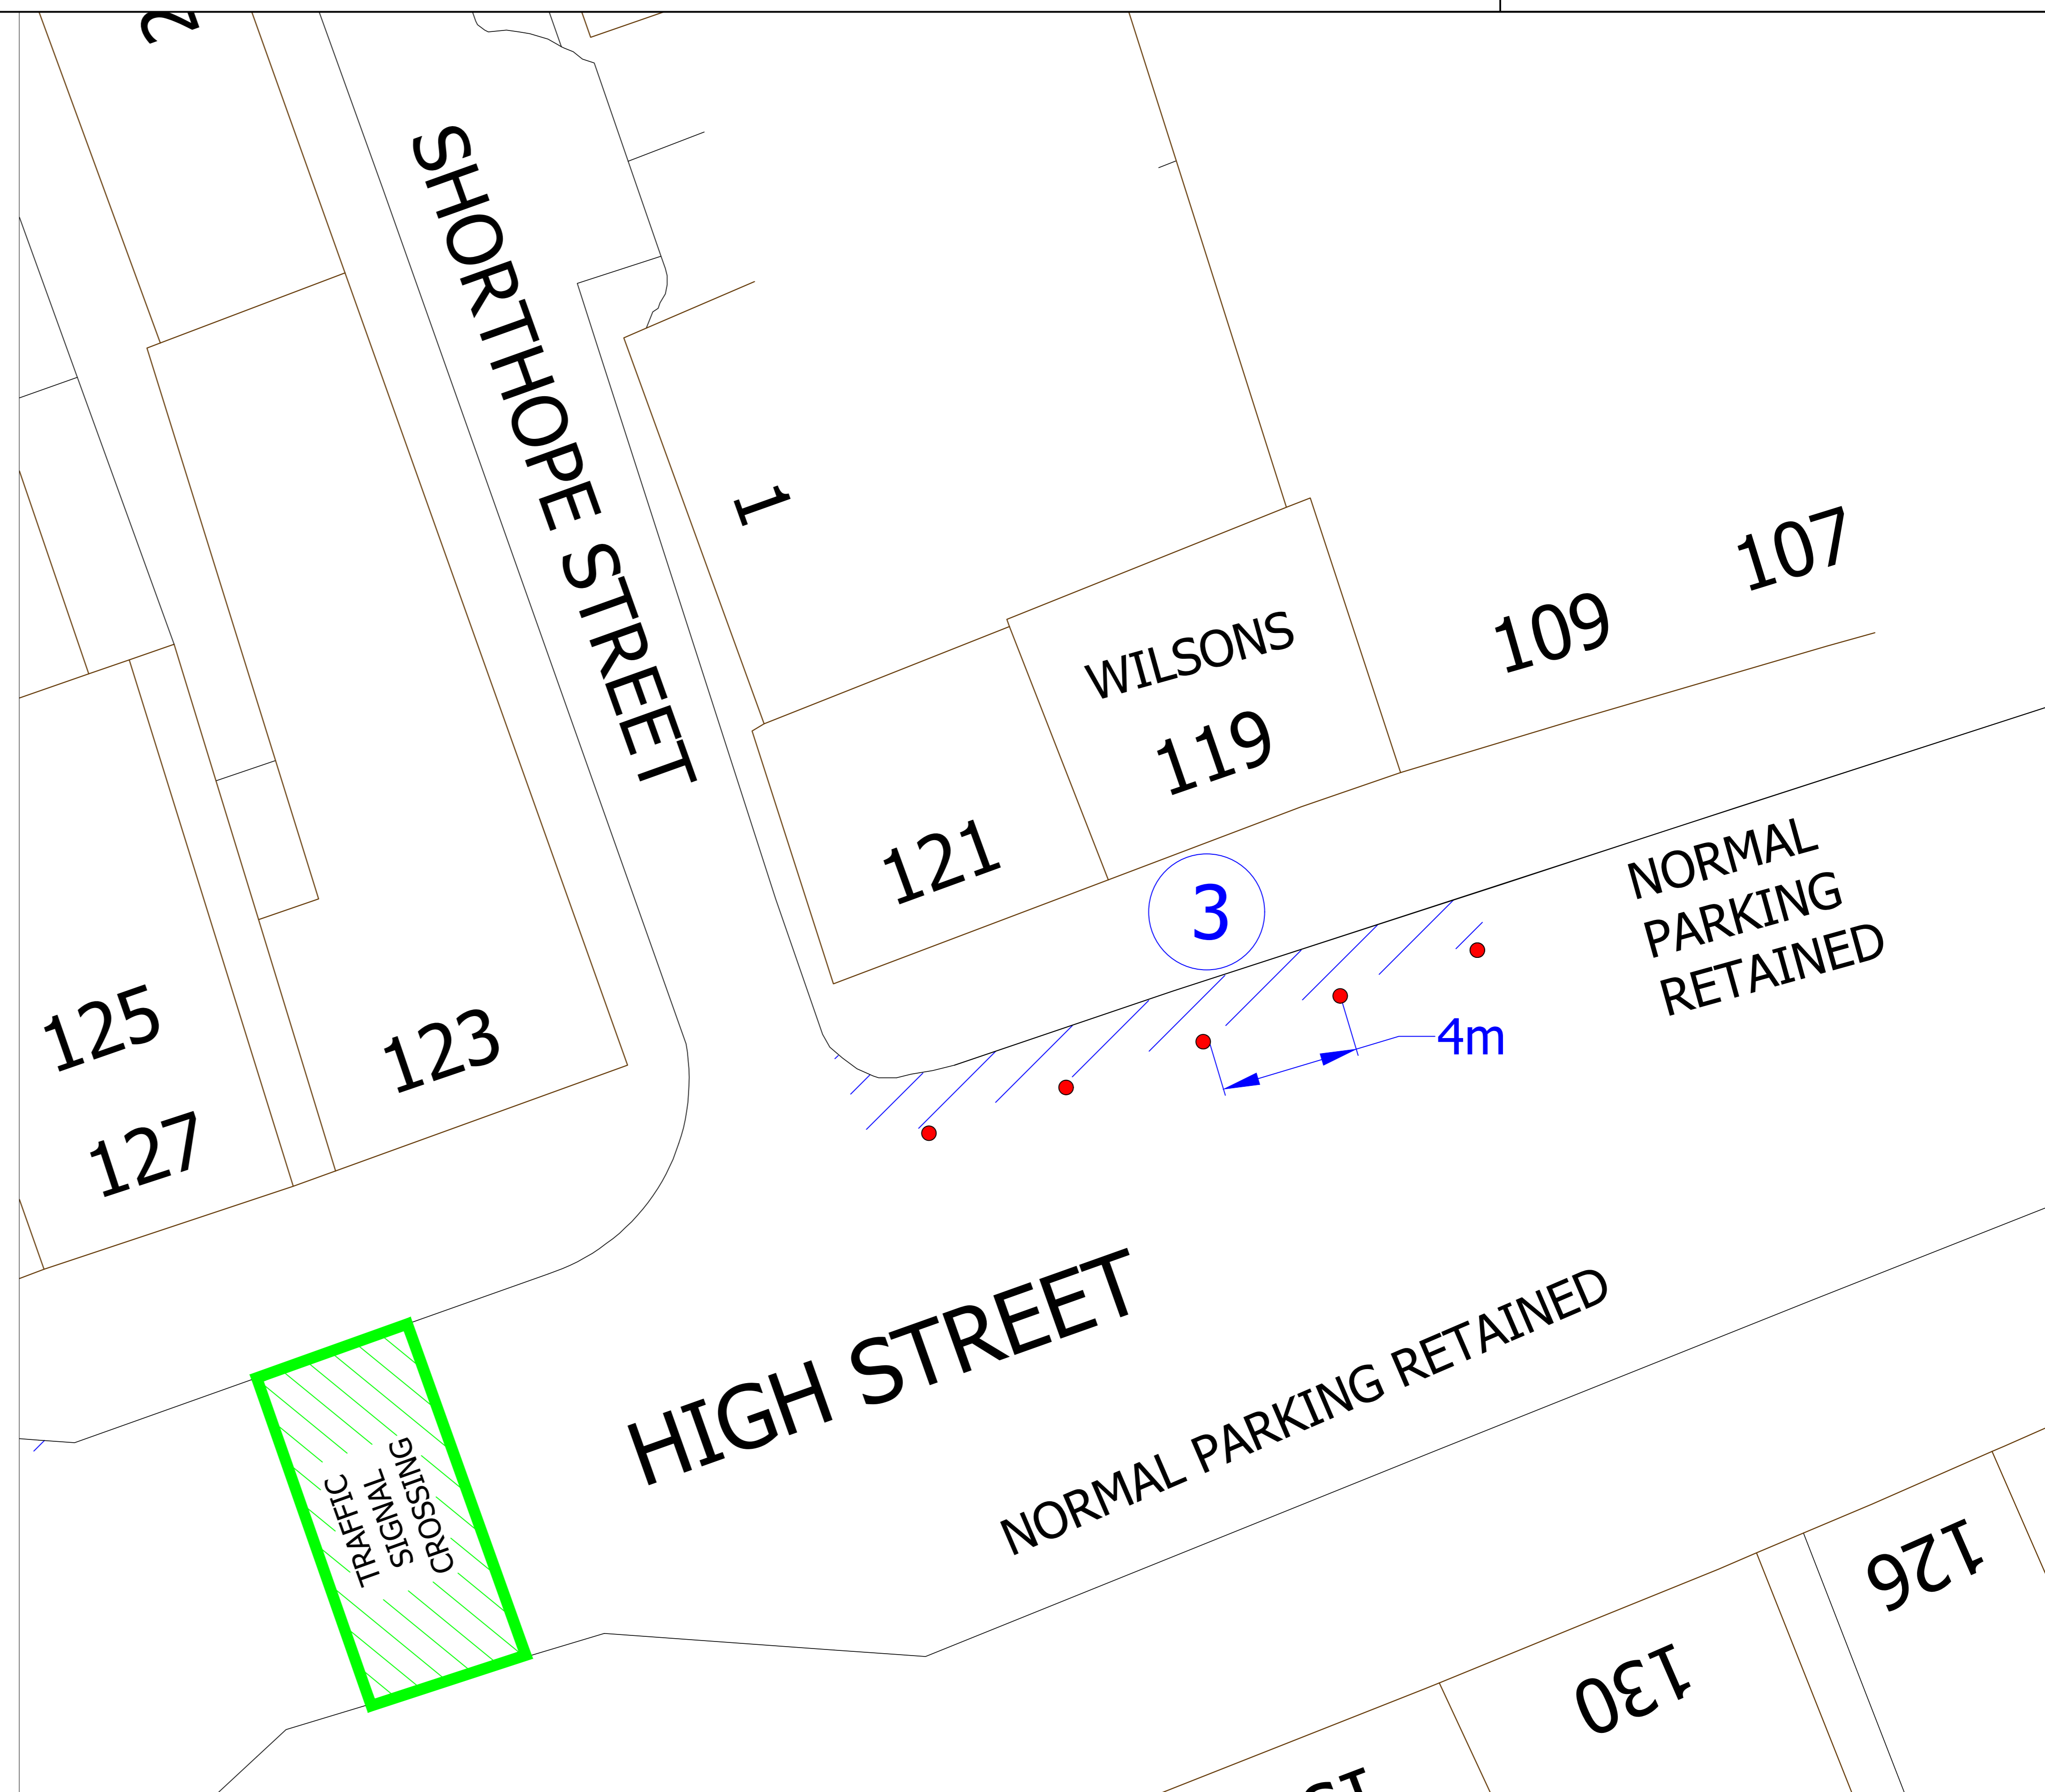 2
SHORTHOPE STREET
1
107
109
WILSONS
119
121
3
NORMAL
PARKING
RETAINED
4m
125
123
127
HIGH STREET
NORMAL PARKING RETAINED
TRAFFIC
SIGNAL
CROSSING
126
130